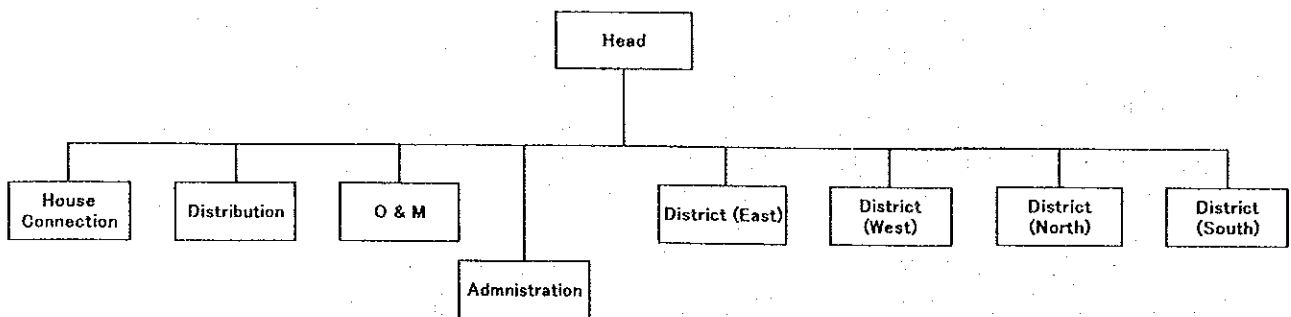 Head
House
Connection
Distribution
O & M
District (East)
District
(West)
District
(North)
District
(South)
Admnistration